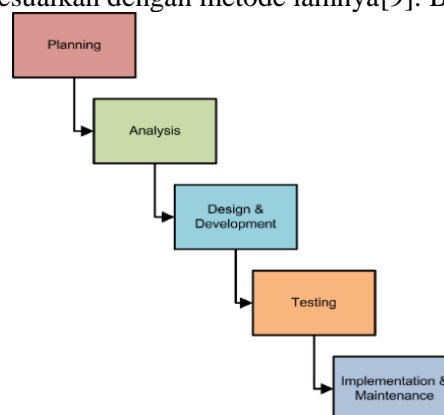 esuaikan dengan metode lainnya[9].
Planning
Analysis
Design &
Development
Testing
Implementation &
Maintenance